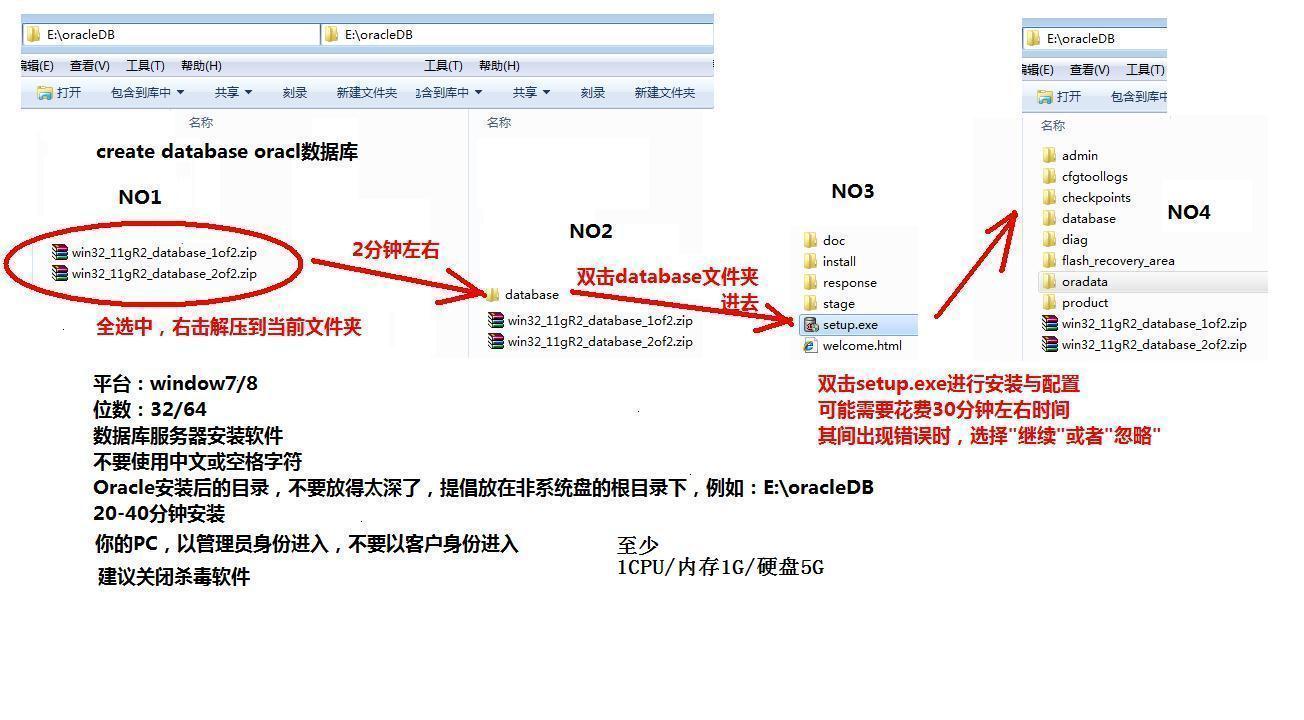 E:\oracleDB
E:\oracleDB
编辑(E) 查看(V) 工具(T) 帮助(H)
工具(T) 帮助(H)
打开 包含到库中 共享 刻录 新建文件夹
包含到库中 共享 刻录 新建文件夹
名称
名称
create database oracl数据库
NO1
win32_11gR2_database_1of2.zip
win32_11gR2_database_2of2.zip
全选中，右击解压到当前文件夹
2分钟左右
NO2
database
win32_11gR2_database_1of2.zip
win32_11gR2_database_2of2.zip
双击database文件夹
进去
NO3
doc
install
response
stage
setup.exe
welcome.html
双击setup.exe进行安装与配置
可能需要花费30分钟左右时间
其间出现错误时，选择"继续"或者"忽略"
E:\oracleDB
编辑(E) 查看(V) 工具(T)
打开 包含到库中
名称
NO4
admin
cfgtoollogs
checkpoints
database
diag
flash_recovery_area
oradata
product
win32_11gR2_database_1of2.zip
win32_11gR2_database_2of2.zip
平台：window7/8
位数：32/64
数据库服务器安装软件
不要使用中文或空格字符
Oracle安装后的目录，不要放得太深了，提倡放在非系统盘的根目录下，例如：E:\oracleDB
20-40分钟安装
你的PC，以管理员身份进入，不要以客户身份进入
建议关闭杀毒软件
至少
1CPU/内存1G/硬盘5G